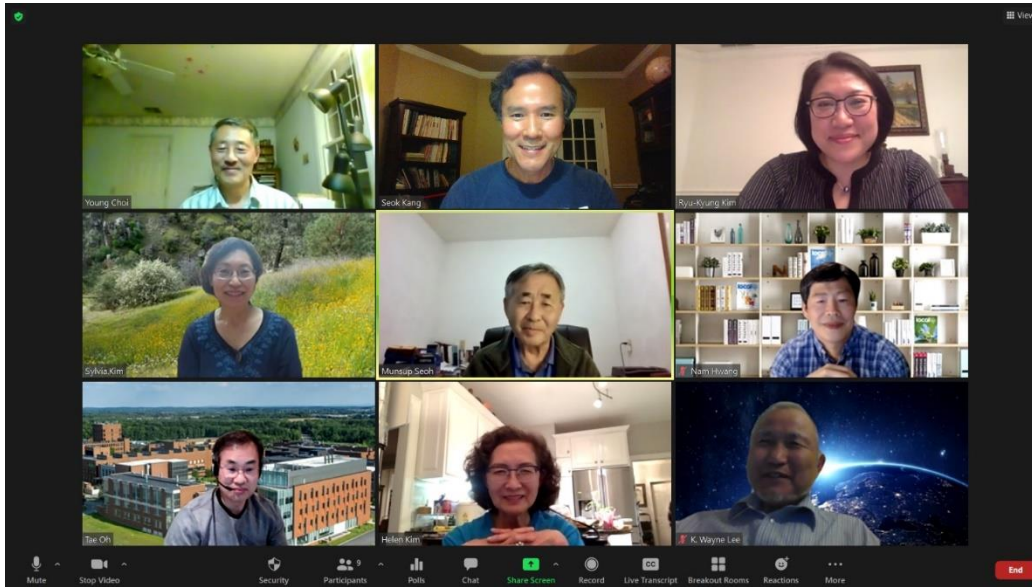 View
Young Choi
Seok Kang
Ryu-Kyung Kim
Sylvia.Kim
Munsup Seoh
Nam Hwang
Tae Oh
Helen Kim
K. Wayne Lee
9
CC
Mute
Stop Video
Security
Participants
Polls
Chat
Share Screen
Record
Live Transcript
Breakout Rooms
Reactions
More
End